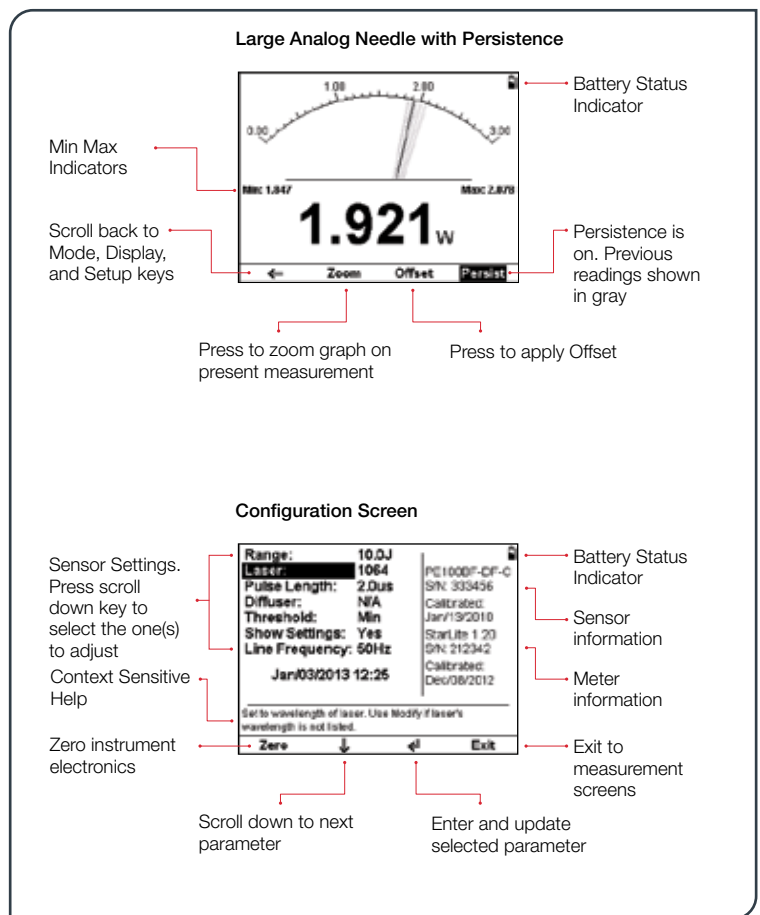 Large Analog Needle with Persistence
1.00
2.00
0.00
3.00
Battery Status
Indicator
Min Max
Indicators
Min: 1.847
Max: 2.078
1.921W
Scroll back to
Mode, Display,
and Setup keys
Persistence is
on. Previous
readings shown
in gray
← Zoom Offset Persist
Press to zoom graph on
present measurement
Press to apply Offset
Configuration Screen
Sensor Settings.
Press scroll
down key to
select the one(s)
to adjust
Context Sensitive
Help
Zero instrument
electronics
Range: 10.0J
Laser: 1064
Pulse Length: 2.0us
Diffuser: N/A
Threshold: Min
Show Settings: Yes
Line Frequency: 50Hz
Jan/03/2013 12:25
PE100BF-DF-C
S/N: 333456
Calibrated:
Jan/13/2010
StarLite 1.20
S/N: 212342
Calibrated:
Dec/08/2012
Set to wavelength of laser. Use Modify if laser's
wavelength is not listed.
Zero ↓ ↵ Exit
Battery Status
Indicator
Sensor
information
Meter
information
Exit to
measurement
screens
Scroll down to next
parameter
Enter and update
selected parameter